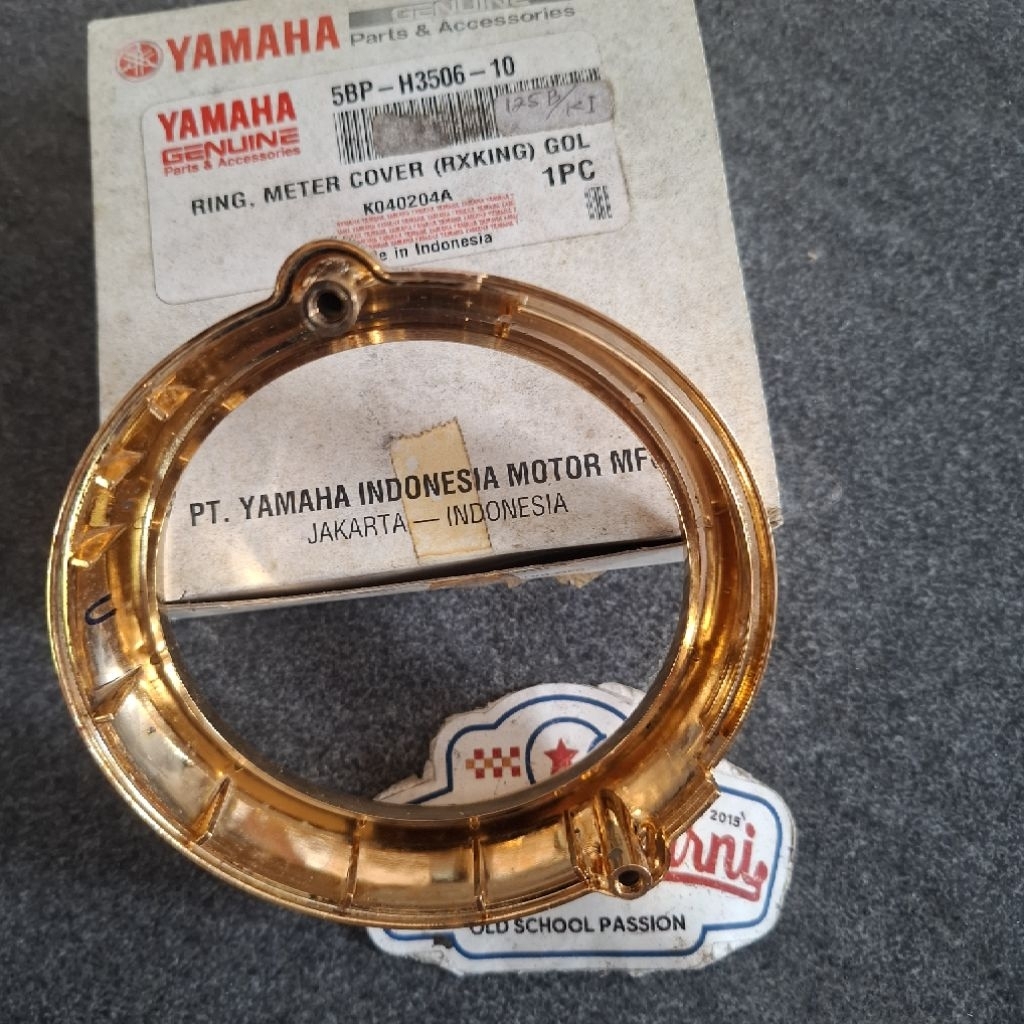 YAMAHA
GENUINE
Parts & Accessories
YAMAHA
GENUINE
Parts & Accessories
5BP-H3506-10
125B/KI
RING, METER COVER (RXKING) GOL
1PC
K040204A
e in Indonesia
PT. YAMAHA INDONESIA MOTOR MF
JAKARTA — INDONESIA
U
2015
rni
OLD SCHOOL PASSION